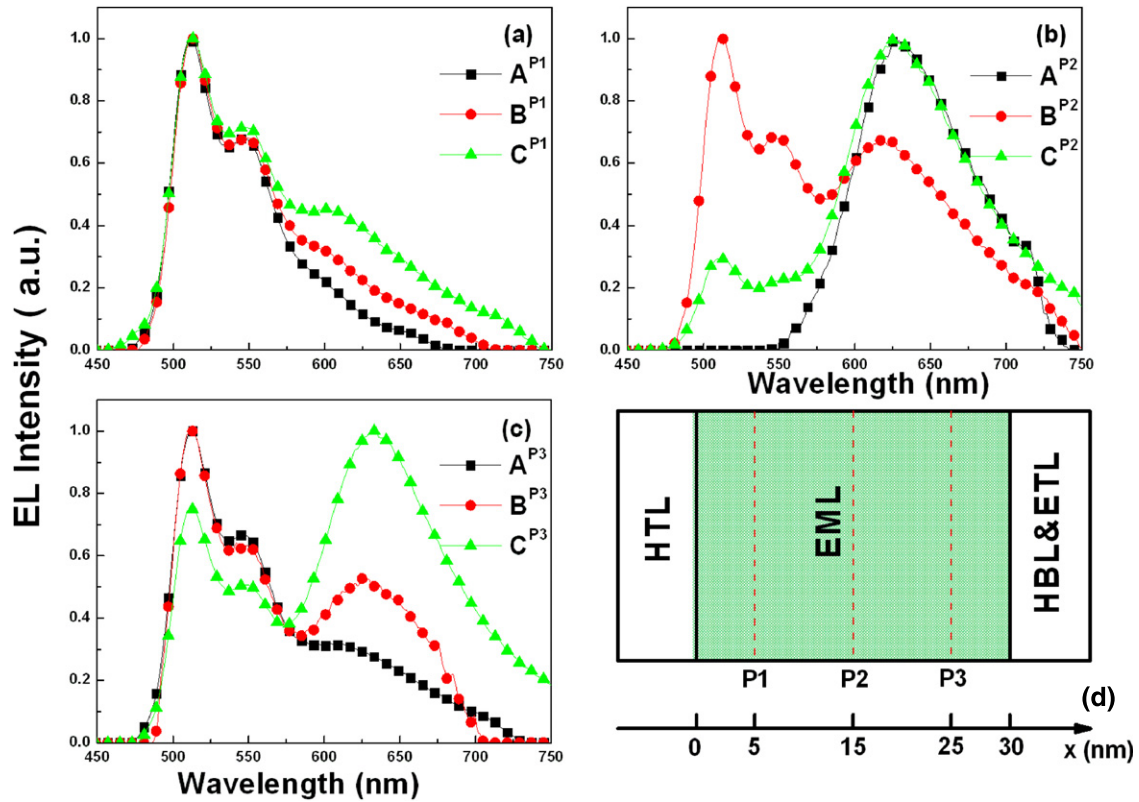 EL Intensity ( a.u.)
1.0
0.8
0.6
0.4
0.2
0.0
450 500 550 600 650 700 750
(a)
A^P1
B^P1
C^P1
1.0
0.8
0.6
0.4
0.2
0.0
450 500 550 600 650 700 750
Wavelength (nm)
(b)
A^P2
B^P2
C^P2
1.0
0.8
0.6
0.4
0.2
0.0
450 500 550 600 650 700 750
Wavelength (nm)
(c)
A^P3
B^P3
C^P3
HTL
EML
HBL&ETL
P1 P2 P3
(d)
0 5 15 25 30 x (nm)